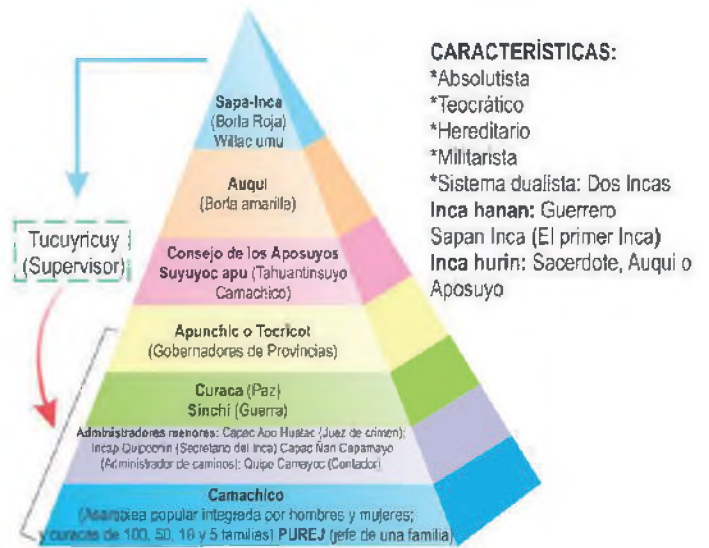 Sapa-Inca
(Borla Roja)
Willac umu
Auqui
(Borla amarilla)
Consejo de los Aposuyos
Suyuyoc apu (Tahuantinsuyo
Camachico)
Apunchic o Tocricot
(Gobernadores de Provincias)
Curaca (Paz)
Sinchi (Guerra)
Administradores menores: Capac Apo Huatac (Juez de crimen);
Incap Quipocnin (Secretario del Inca) Capac Ñan Capamayo
(Administrador de caminos); Quipo Camayoc (Contador)
Camachico
(Asamblea popular integrada por hombres y mujeres;
y curacas de 100, 50, 10 y 5 familias) PUREJ (jefe de una familia)
Tucuyricuy
(Supervisor)
CARACTERÍSTICAS:
*Absolutista
*Teocrático
*Hereditario
*Militarista
*Sistema dualista: Dos Incas
Inca hanan: Guerrero
Sapan Inca (El primer Inca)
Inca hurin: Sacerdote, Auqui o
Aposuyo